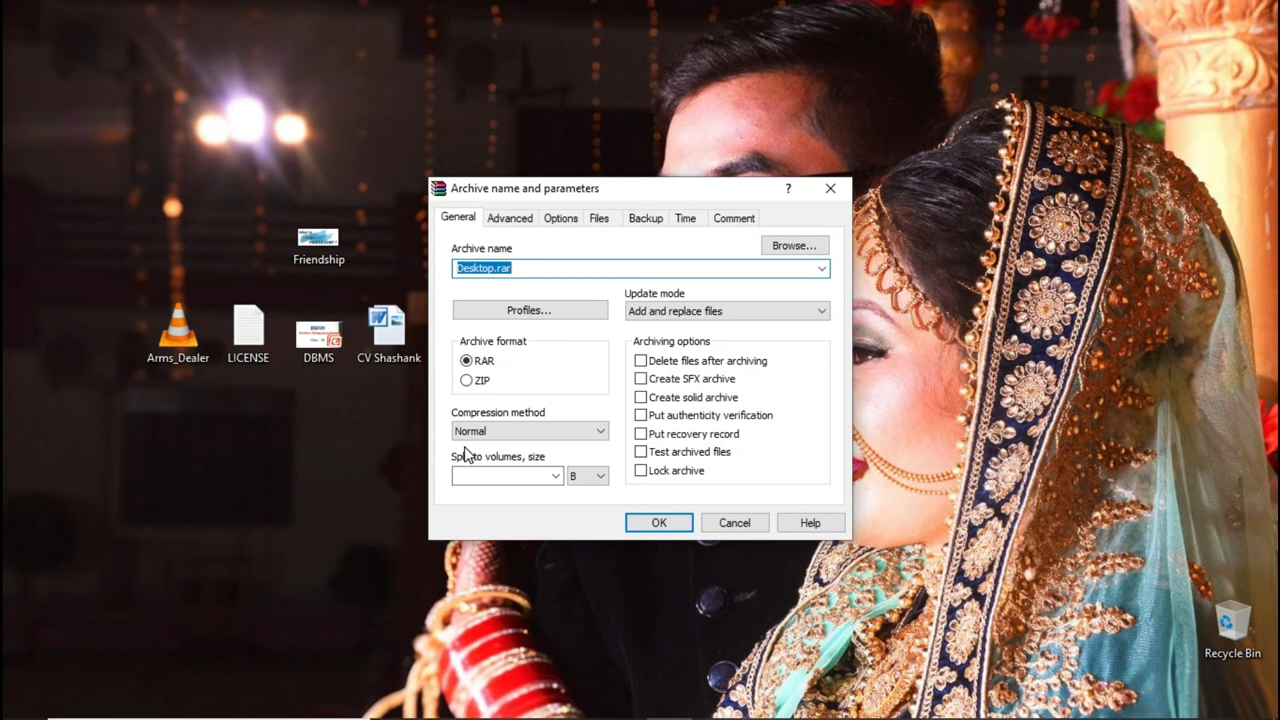 Friendship
Arms_Dealer
LICENSE
DBMS
CV Shashank
Archive name and parameters
?
General
Advanced
Options
Files
Backup
Time
Comment
Archive name
Browse...
Desktop.rar
Profiles...
Update mode
Add and replace files
Archive format
RAR
ZIP
Compression method
Normal
to volumes, size
B
Archiving options
Delete files after archiving
Create SFX archive
Create solid archive
Put authenticity verification
Put recovery record
Test archived files
Lock archive
OK
Cancel
Help
Recycle Bin